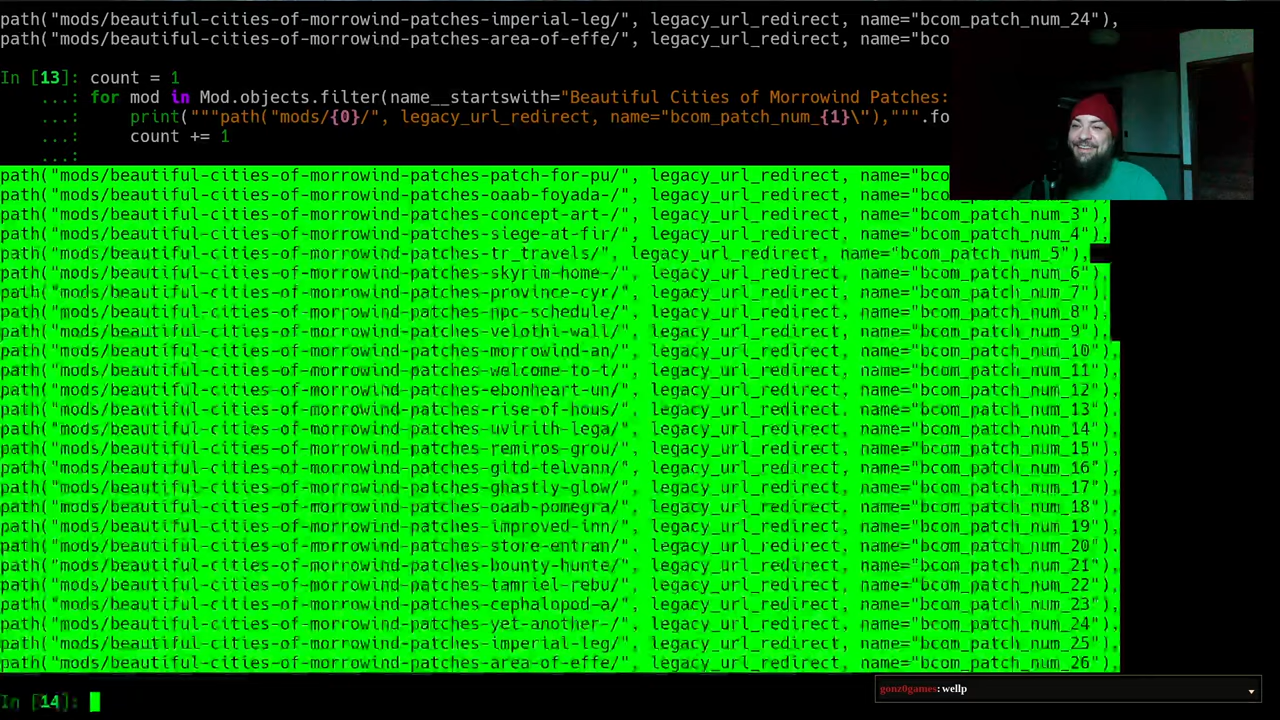 path("mods/beautiful-cities-of-morrowind-patches-imperial-leg/", legacy_url_redirect, name="bcom_patch_num_24"),
path("mods/beautiful-cities-of-morrowind-patches-area-of-effe/", legacy_url_redirect, name="bco
In [13]: count = 1
...: for mod in Mod.objects.filter(name__startswith="Beautiful Cities of Morrowind Patches:
...:     print("""path("mods/{0}/", legacy_url_redirect, name="bcom_patch_num_{1}\"),""".fo
...:     count += 1
...:
path("mods/beautiful-cities-of-morrowind-patches-patch-for-pu/", legacy_url_redirect, name="bco
path("mods/beautiful-cities-of-morrowind-patches-oaab-foyada-/", legacy_url_redirect, name="bcom_patch_num_2"),
path("mods/beautiful-cities-of-morrowind-patches-concept-art-/", legacy_url_redirect, name="bcom_patch_num_3"),
path("mods/beautiful-cities-of-morrowind-patches-siege-at-fir/", legacy_url_redirect, name="bcom_patch_num_4"),
path("mods/beautiful-cities-of-morrowind-patches-tr_travels/", legacy_url_redirect, name="bcom_patch_num_5"),
path("mods/beautiful-cities-of-morrowind-patches-skyrim-home-/", legacy_url_redirect, name="bcom_patch_num_6"),
path("mods/beautiful-cities-of-morrowind-patches-province-cyr/", legacy_url_redirect, name="bcom_patch_num_7"),
path("mods/beautiful-cities-of-morrowind-patches-npc-schedule/", legacy_url_redirect, name="bcom_patch_num_8"),
path("mods/beautiful-cities-of-morrowind-patches-velothi-wall/", legacy_url_redirect, name="bcom_patch_num_9"),
path("mods/beautiful-cities-of-morrowind-patches-morrowind-an/", legacy_url_redirect, name="bcom_patch_num_10"),
path("mods/beautiful-cities-of-morrowind-patches-welcome-to-t/", legacy_url_redirect, name="bcom_patch_num_11"),
path("mods/beautiful-cities-of-morrowind-patches-ebonheart-un/", legacy_url_redirect, name="bcom_patch_num_12"),
path("mods/beautiful-cities-of-morrowind-patches-rise-of-hous/", legacy_url_redirect, name="bcom_patch_num_13"),
path("mods/beautiful-cities-of-morrowind-patches-uvirith-lega/", legacy_url_redirect, name="bcom_patch_num_14"),
path("mods/beautiful-cities-of-morrowind-patches-remiros-grou/", legacy_url_redirect, name="bcom_patch_num_15"),
path("mods/beautiful-cities-of-morrowind-patches-gitd-telvann/", legacy_url_redirect, name="bcom_patch_num_16"),
path("mods/beautiful-cities-of-morrowind-patches-ghastly-glow/", legacy_url_redirect, name="bcom_patch_num_17"),
path("mods/beautiful-cities-of-morrowind-patches-oaab-pomegra/", legacy_url_redirect, name="bcom_patch_num_18"),
path("mods/beautiful-cities-of-morrowind-patches-improved-inn/", legacy_url_redirect, name="bcom_patch_num_19"),
path("mods/beautiful-cities-of-morrowind-patches-store-entran/", legacy_url_redirect, name="bcom_patch_num_20"),
path("mods/beautiful-cities-of-morrowind-patches-bounty-hunte/", legacy_url_redirect, name="bcom_patch_num_21"),
path("mods/beautiful-cities-of-morrowind-patches-tamriel-rebu/", legacy_url_redirect, name="bcom_patch_num_22"),
path("mods/beautiful-cities-of-morrowind-patches-cephalopod-a/", legacy_url_redirect, name="bcom_patch_num_23"),
path("mods/beautiful-cities-of-morrowind-patches-yet-another-/", legacy_url_redirect, name="bcom_patch_num_24"),
path("mods/beautiful-cities-of-morrowind-patches-imperial-leg/", legacy_url_redirect, name="bcom_patch_num_25"),
path("mods/beautiful-cities-of-morrowind-patches-area-of-effe/", legacy_url_redirect, name="bcom_patch_num_26"),
In [14]:
gonz0games: wellp